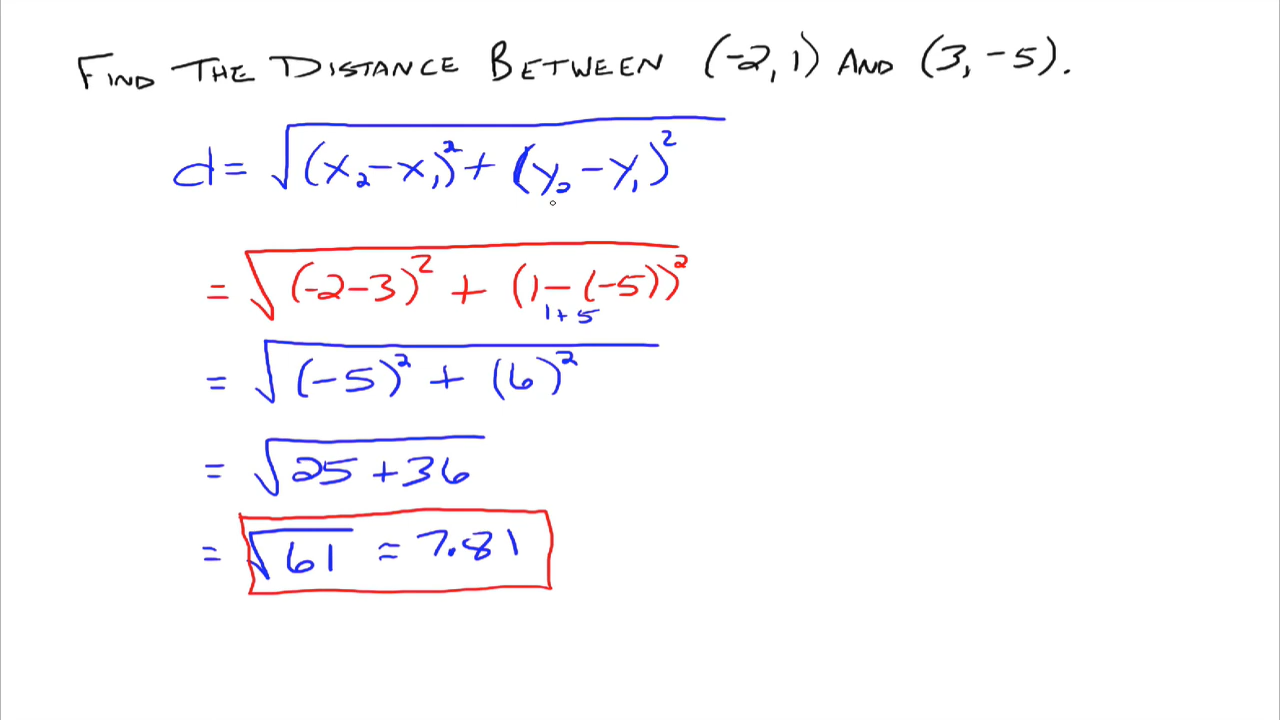 FIND THE DISTANCE BETWEEN (-2, 1) AND (3, -5).
d = √((x₂ - x₁)² + (y₂ - y₁)²)
= √((-2 - 3)² + (1 - (-5))²)
1 + 5
= √((-5)² + (6)²)
= √(25 + 36)
= √61 ≈ 7.81